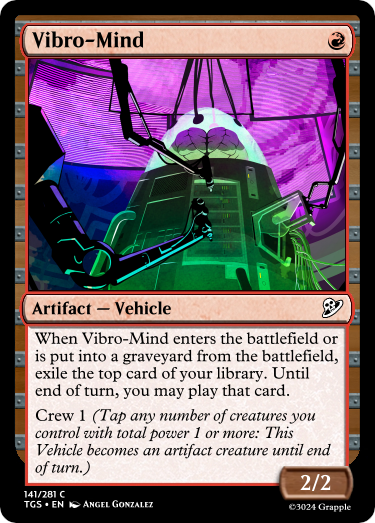 Vibro-Mind
Artifact — Vehicle
When Vibro-Mind enters the battlefield or
is put into a graveyard from the battlefield,
exile the top card of your library. Until
end of turn, you may play that card.
Crew 1 (Tap any number of creatures you
control with total power 1 or more: This
Vehicle becomes an artifact creature until end
of turn.)
2/2
141/281 C
TGS • EN Angel Gonzalez
©3024 Grapple